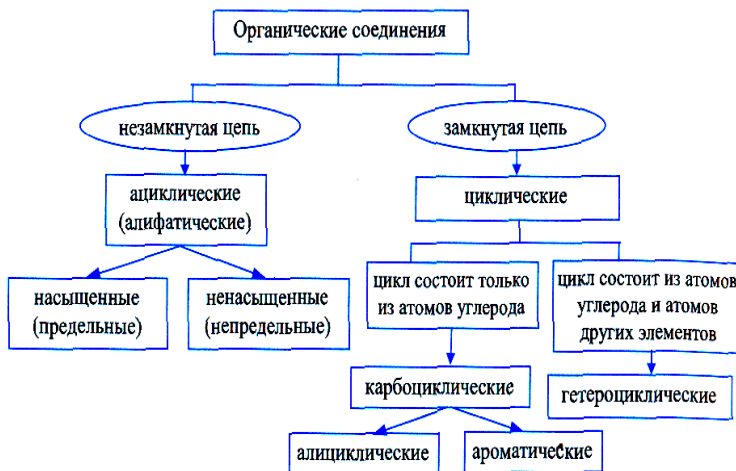 Органические соединения
незамкнутая цепь
замкнутая цепь
ациклические
(алифатические)
циклические
насыщенные
(предельные)
ненасыщенные
(непредельные)
цикл состоит только
из атомов углерода
цикл состоит из атомов
углерода и атомов
других элементов
карбоциклические
гетероциклические
алициклические
ароматические